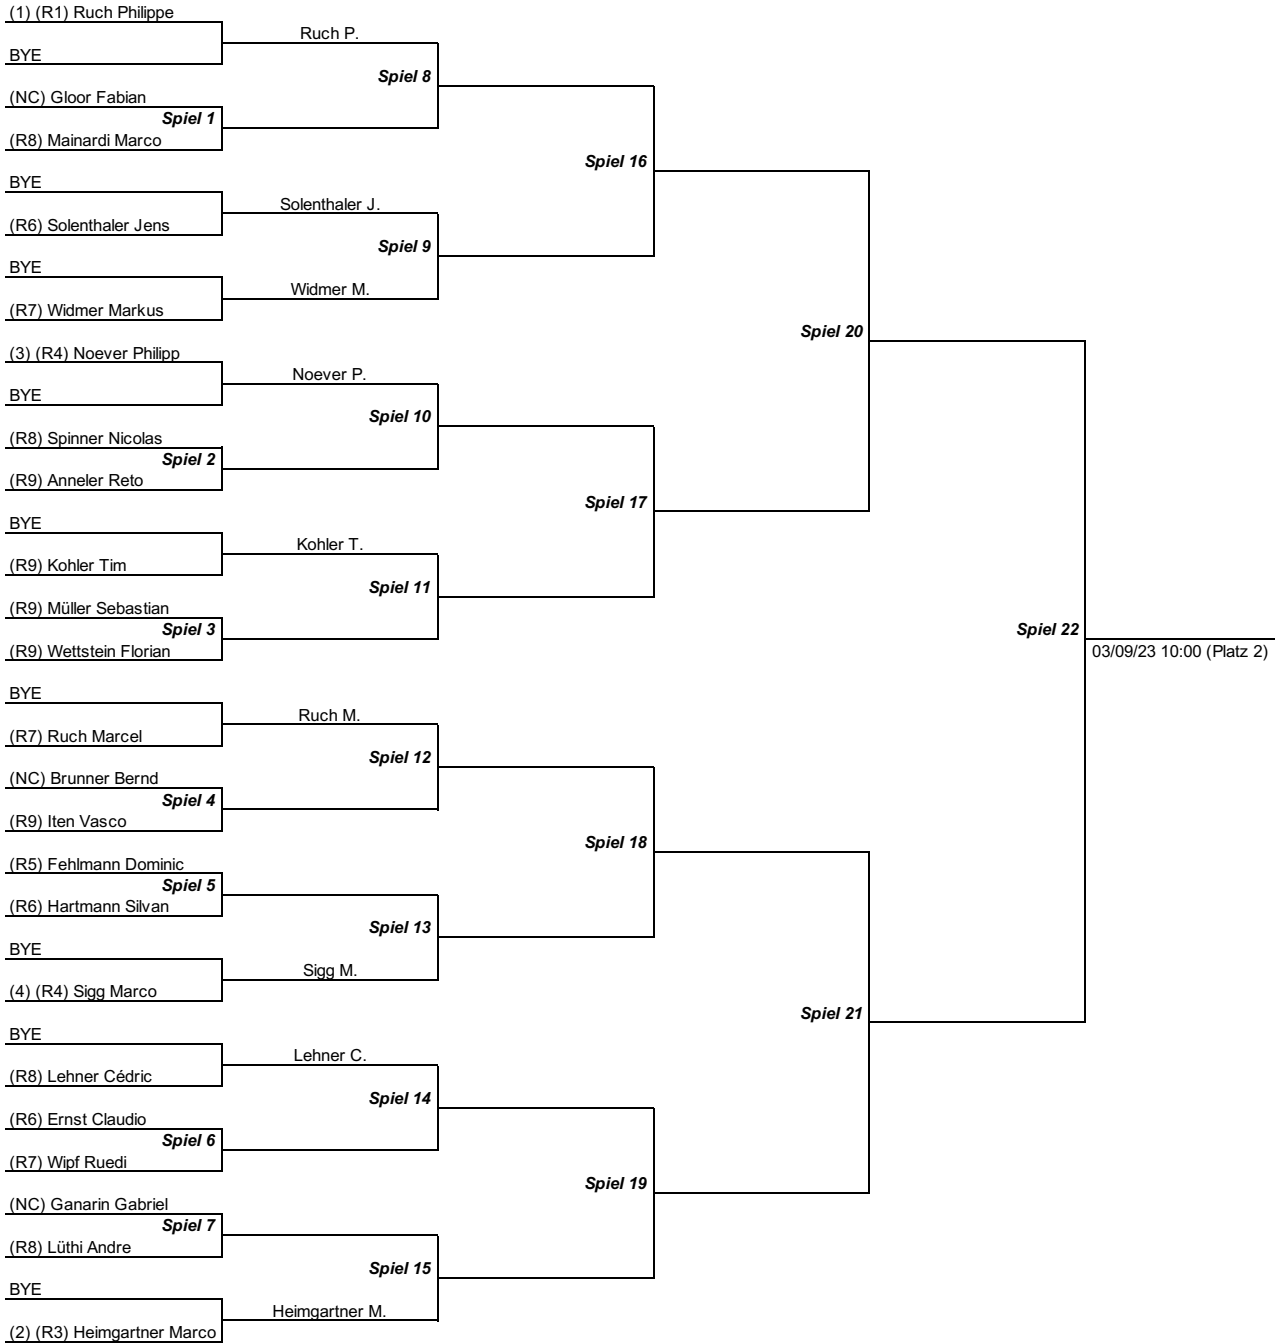 (1) (R1) Ruch Philippe
Ruch P.
BYE
Spiel 8
(NC) Gloor Fabian
Spiel 1
(R8) Mainardi Marco
Spiel 16
BYE
Solenthaler J.
(R6) Solenthaler Jens
Spiel 9
BYE
Widmer M.
(R7) Widmer Markus
Spiel 20
(3) (R4) Noever Philipp
Noever P.
BYE
Spiel 10
(R8) Spinner Nicolas
Spiel 2
(R9) Anneler Reto
Spiel 17
BYE
Kohler T.
(R9) Kohler Tim
Spiel 11
(R9) Müller Sebastian
Spiel 3
Spiel 22
(R9) Wettstein Florian
03/09/23 10:00 (Platz 2)
BYE
Ruch M.
(R7) Ruch Marcel
Spiel 12
(NC) Brunner Bernd
Spiel 4
(R9) Iten Vasco
Spiel 18
(R5) Fehlmann Dominic
Spiel 5
(R6) Hartmann Silvan
Spiel 13
BYE
Sigg M.
(4) (R4) Sigg Marco
Spiel 21
BYE
Lehner C.
(R8) Lehner Cédric
Spiel 14
(R6) Ernst Claudio
Spiel 6
(R7) Wipf Ruedi
Spiel 19
(NC) Ganarin Gabriel
Spiel 7
(R8) Lüthi Andre
Spiel 15
BYE
Heimgartner M.
(2) (R3) Heimgartner Marco